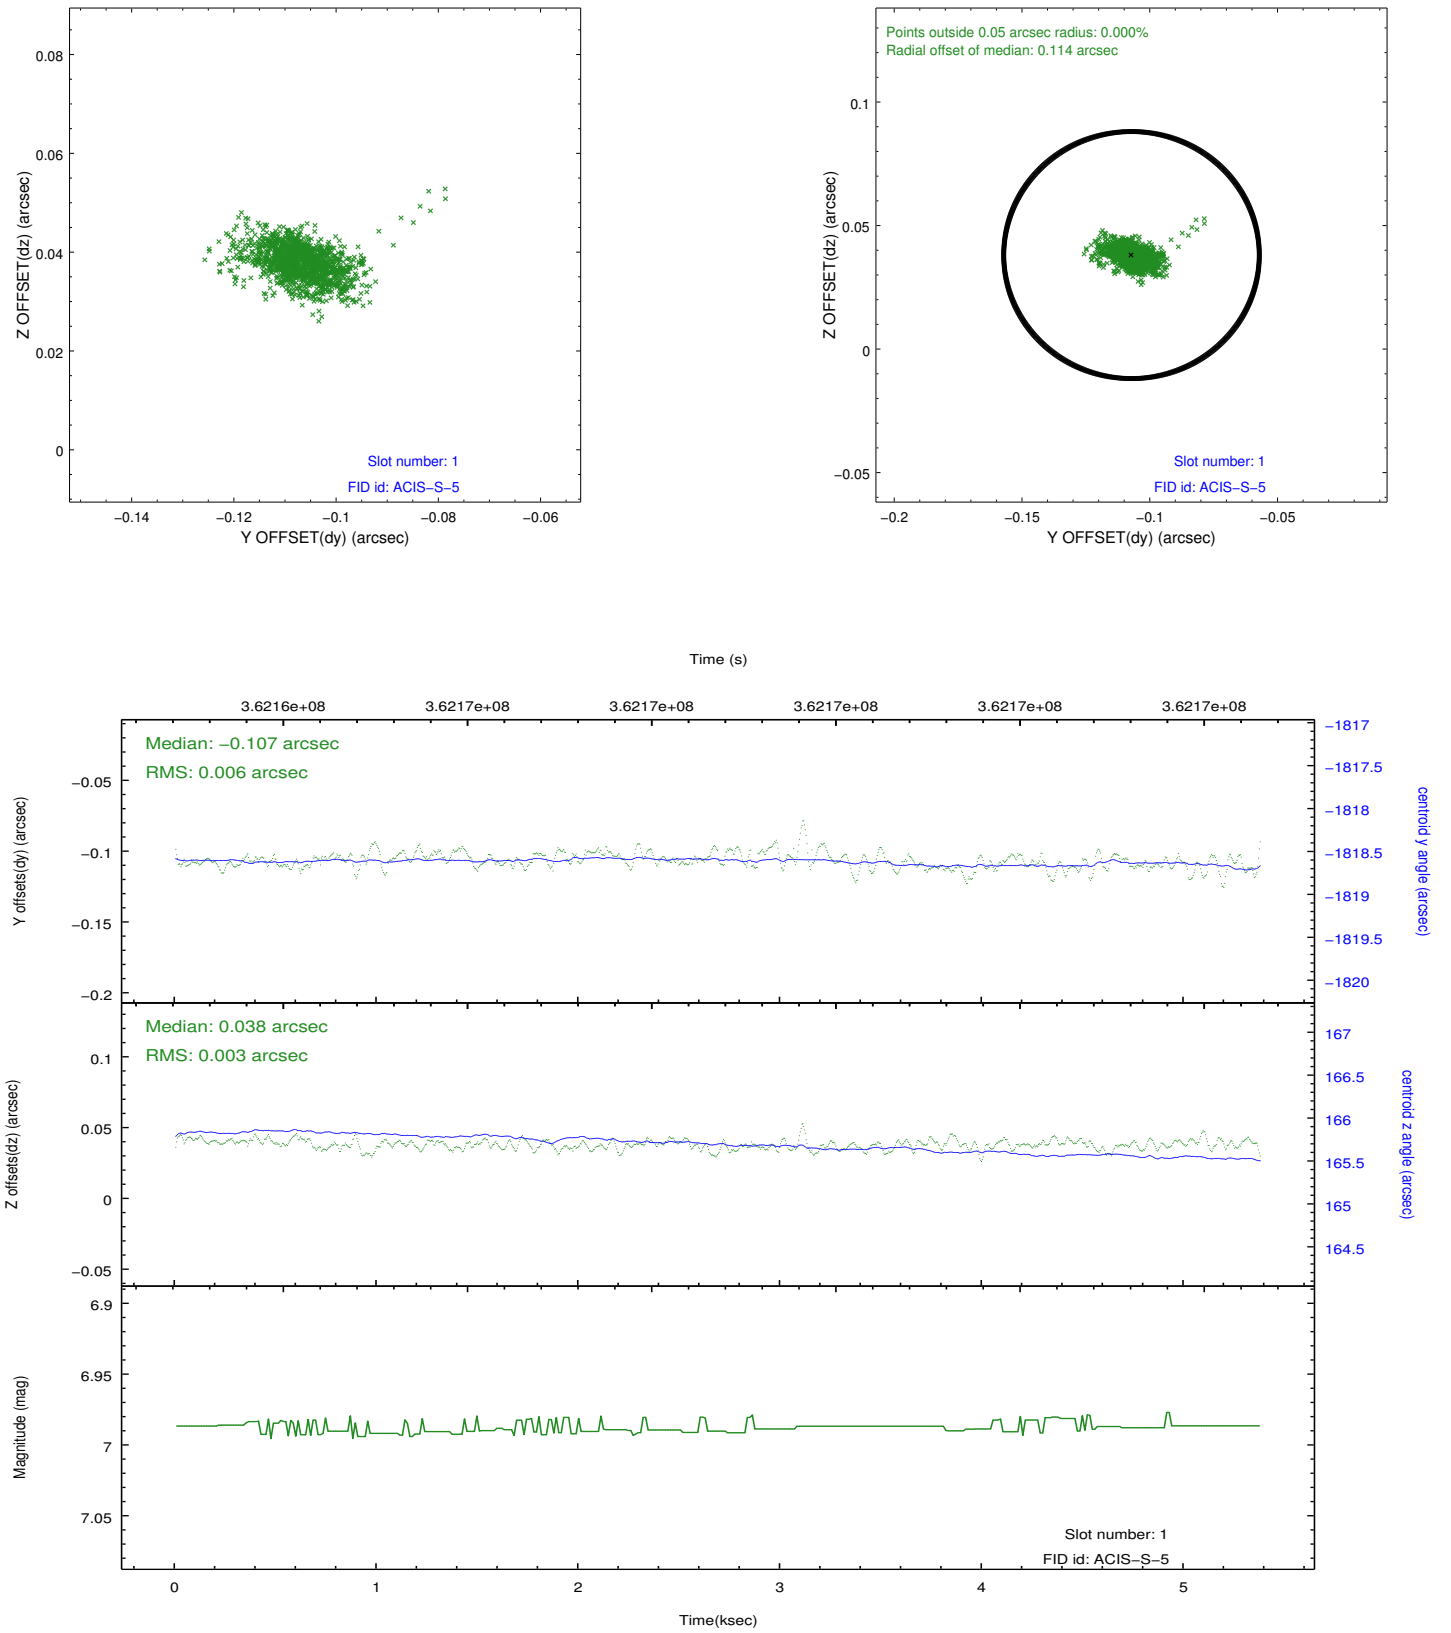 0.08
0.06
0.04
0.02
0
Z OFFSET(dz) (arcsec)
Slot number: 1
FID id: ACIS−S−5
−0.14 −0.12 −0.1 −0.08 −0.06
Y OFFSET(dy) (arcsec)
Points outside 0.05 arcsec radius: 0.000%
Radial offset of median: 0.114 arcsec
0.1
0.05
0
−0.05
Z OFFSET(dz) (arcsec)
Slot number: 1
FID id: ACIS−S−5
−0.2 −0.15 −0.1 −0.05
Y OFFSET(dy) (arcsec)
Time (s)
3.6216e+08 3.6217e+08 3.6217e+08 3.6217e+08 3.6217e+08 3.6217e+08
Median: −0.107 arcsec
RMS: 0.006 arcsec
−0.05
−0.1
−0.15
−0.2
Y offsets(dy) (arcsec)
−1817
−1817.5
−1818
−1818.5
−1819
−1819.5
−1820
centroid y angle (arcsec)
Median: 0.038 arcsec
RMS: 0.003 arcsec
0.1
0.05
0
−0.05
Z offsets(dz) (arcsec)
167
166.5
166
165.5
165
164.5
centroid z angle (arcsec)
6.9
6.95
7
7.05
Magnitude (mag)
Slot number: 1
FID id: ACIS−S−5
0 1 2 3 4 5
Time(ksec)